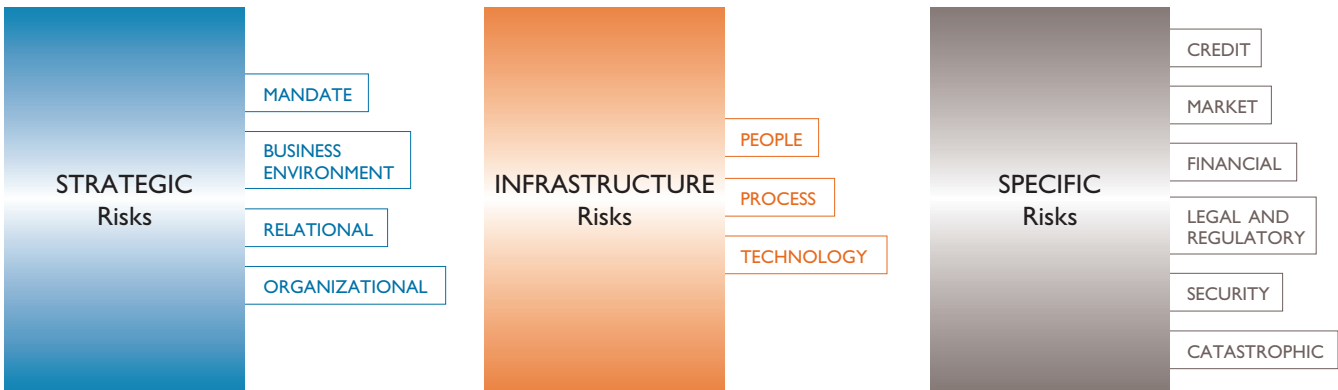 STRATEGIC
Risks
MANDATE
BUSINESS
ENVIRONMENT
RELATIONAL
ORGANIZATIONAL
INFRASTRUCTURE
Risks
PEOPLE
PROCESS
TECHNOLOGY
SPECIFIC
Risks
CREDIT
MARKET
FINANCIAL
LEGAL AND
REGULATORY
SECURITY
CATASTROPHIC